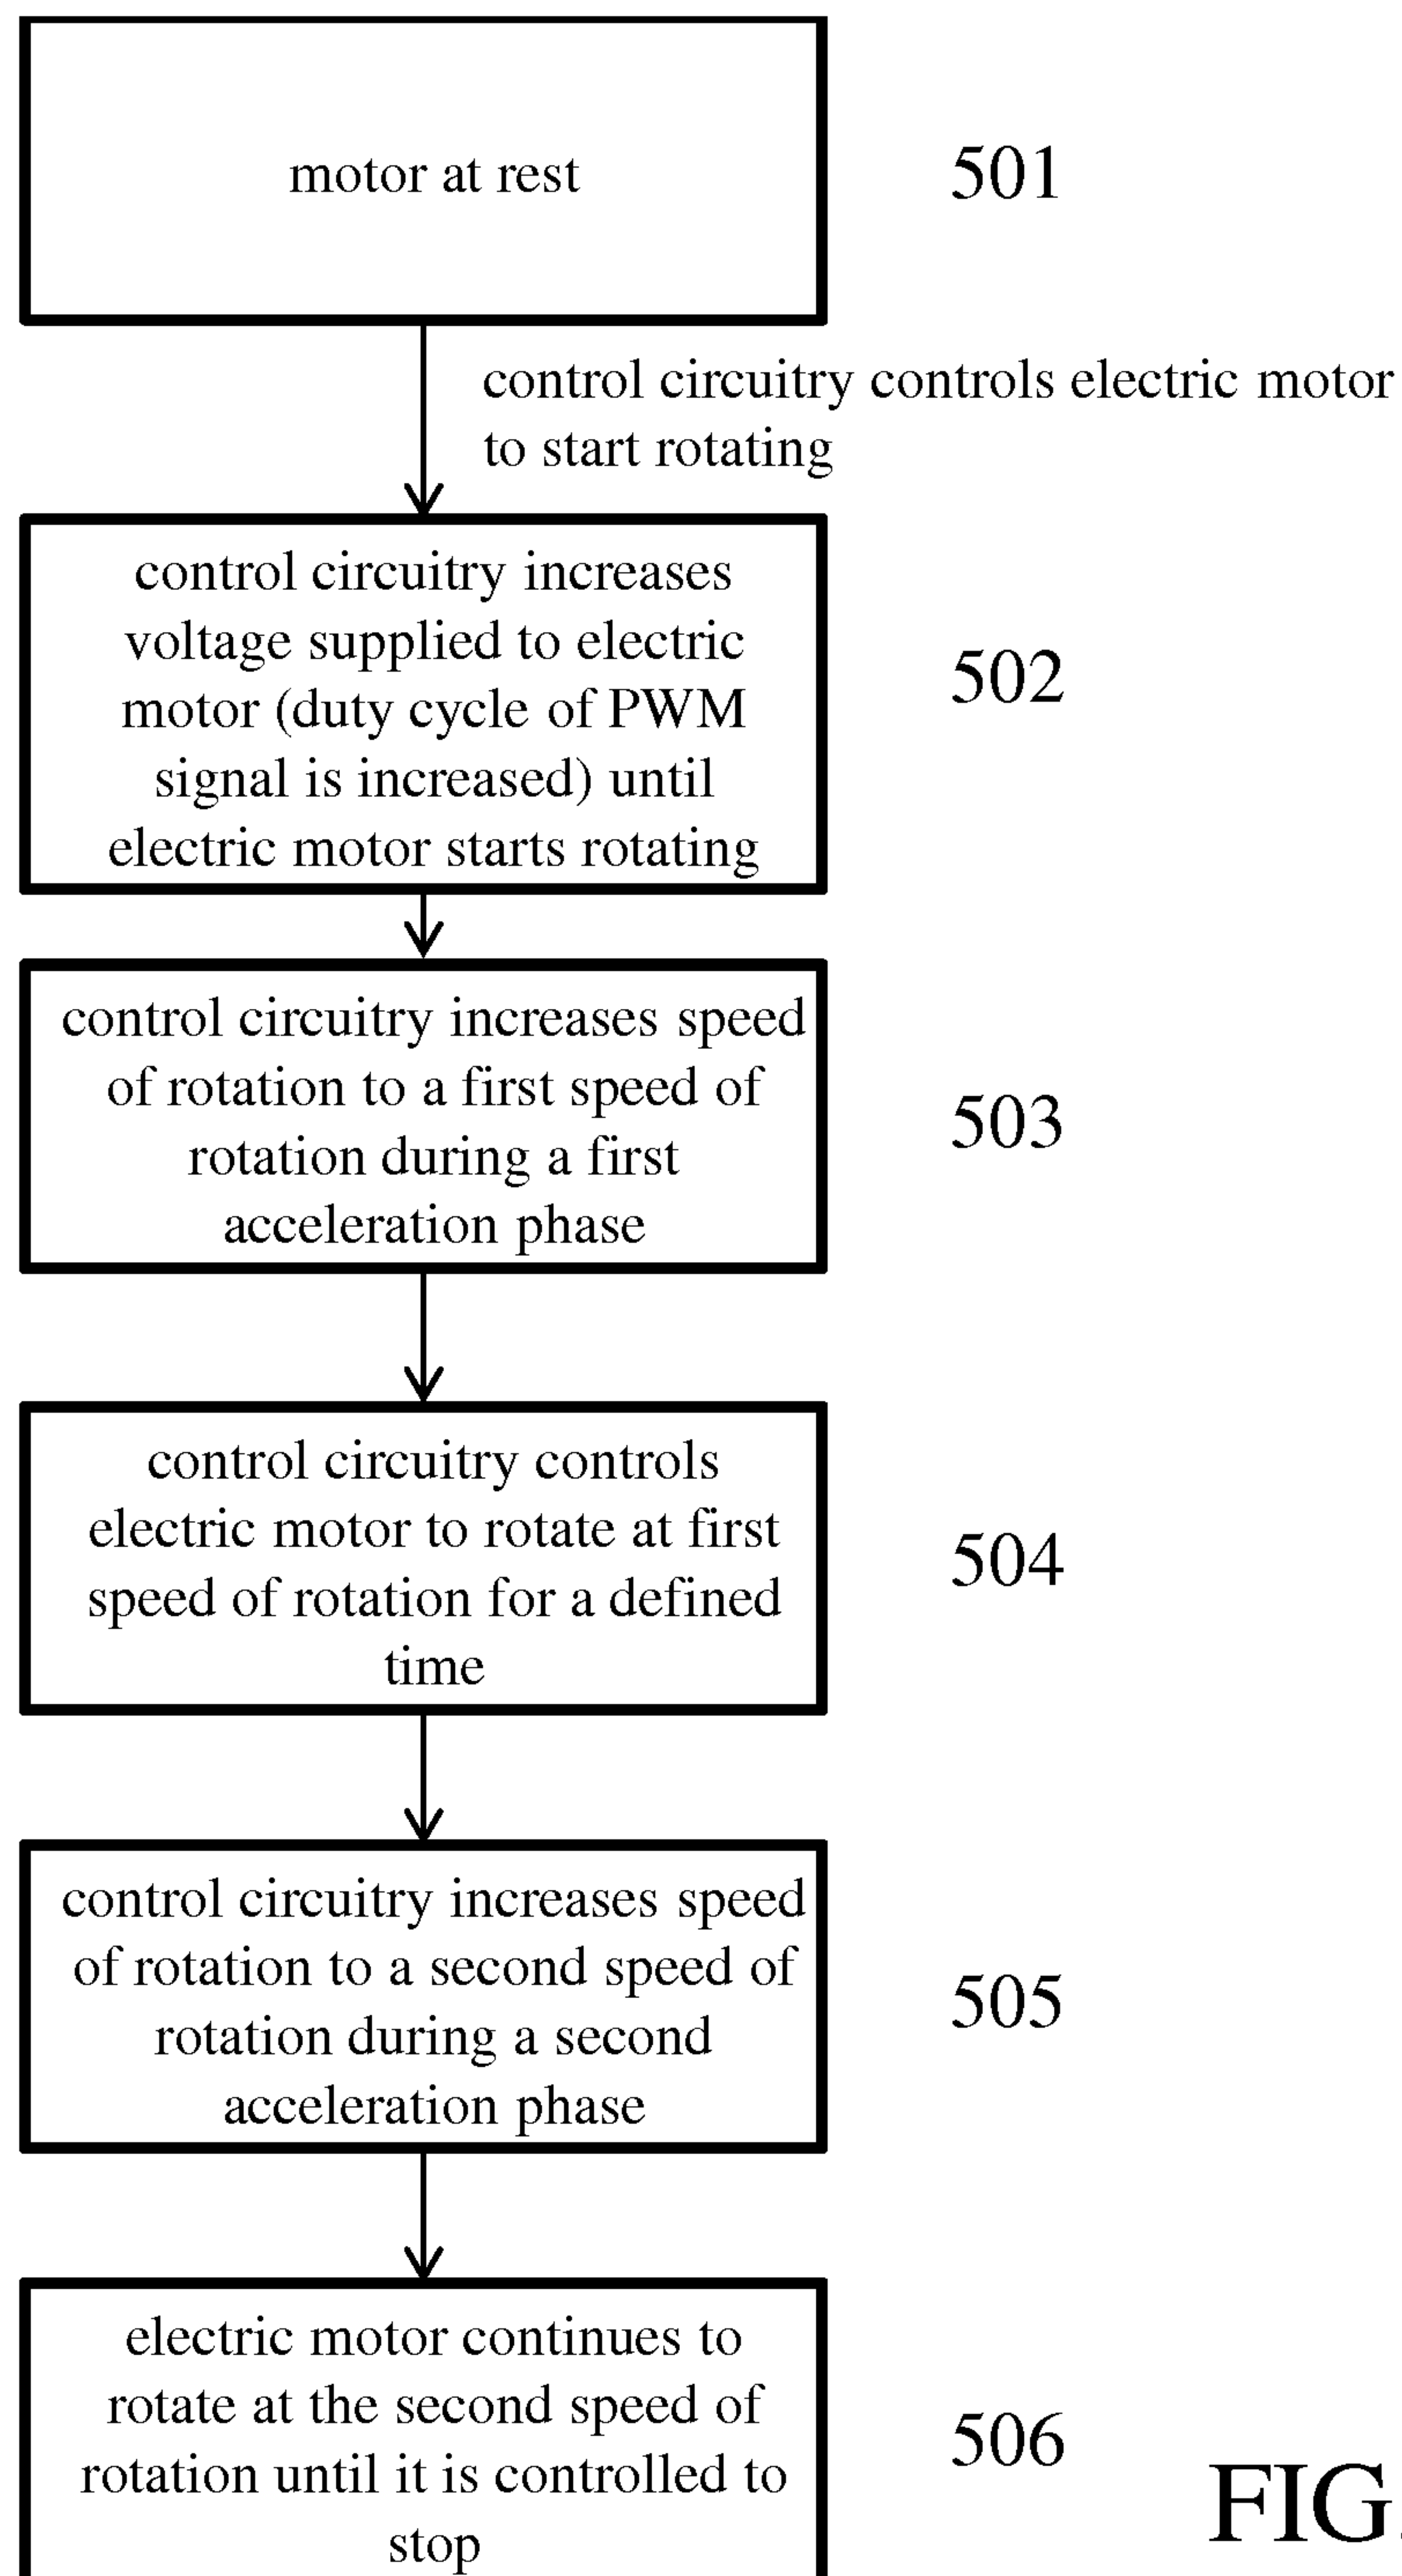 motor at rest
501
control circuitry controls electric motor
to start rotating
control circuitry increases
voltage supplied to electric
motor (duty cycle of PWM
signal is increased) until
electric motor starts rotating
502
control circuitry increases speed
of rotation to a first speed of
rotation during a first
acceleration phase
503
control circuitry controls
electric motor to rotate at first
speed of rotation for a defined
time
504
control circuitry increases speed
of rotation to a second speed of
rotation during a second
acceleration phase
505
electric motor continues to
rotate at the second speed of
rotation until it is controlled to
stop
506
FIG.